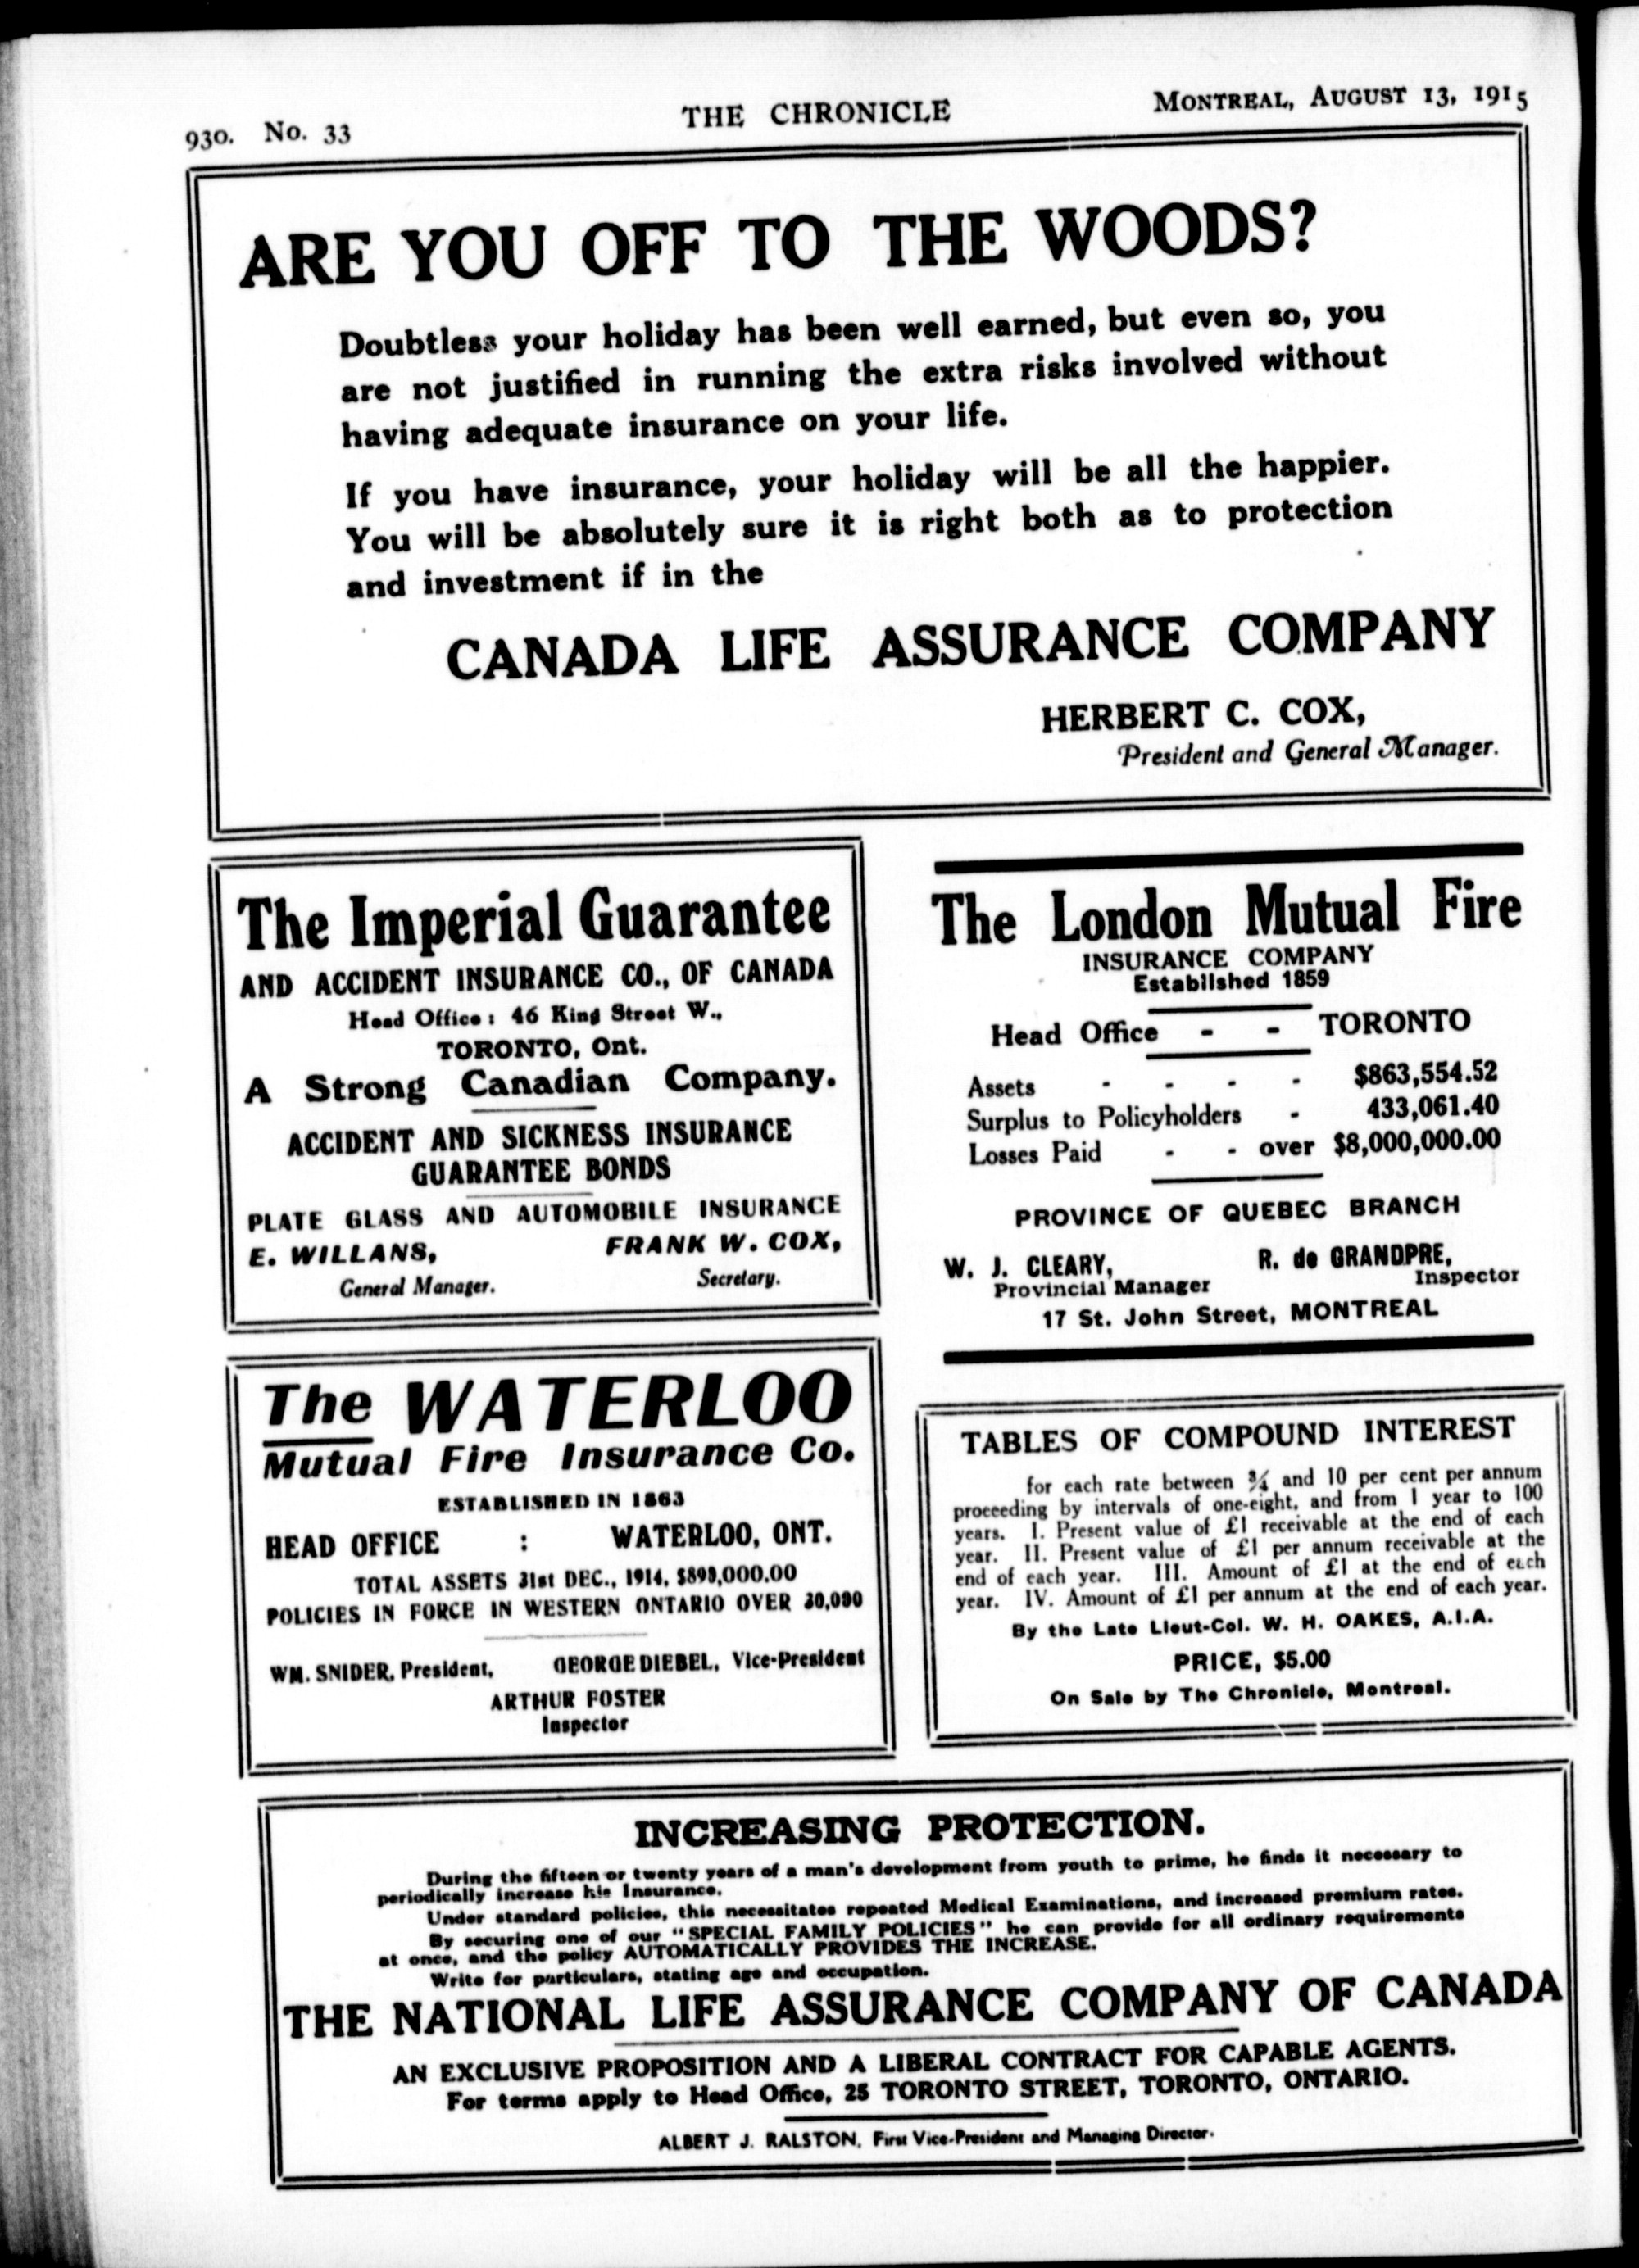 930. No. 33
THE CHRONICLE
MONTREAL, AUGUST 13, 1915
ARE YOU OFF TO THE WOODS?
Doubtless your holiday has been well earned, but even so, you
are not justified in running the extra risks involved without
having adequate insurance on your life.
If you have insurance, your holiday will be all the happier.
You will be absolutely sure it is right both as to protection
and investment if in the
CANADA LIFE ASSURANCE COMPANY
HERBERT C. COX,
President and General Manager.
The Imperial Guarantee
AND ACCIDENT INSURANCE CO., OF CANADA
Head Office: 46 King Street W.,
TORONTO, Ont.
A Strong Canadian Company.
ACCIDENT AND SICKNESS INSURANCE
GUARANTEE BONDS
PLATE GLASS AND AUTOMOBILE INSURANCE
E. WILLANS, FRANK W. COX,
General Manager. Secretary.
The London Mutual Fire
INSURANCE COMPANY
Established 1859
Head Office - - TORONTO
Assets - - - - $863,554.52
Surplus to Policyholders - 433,061.40
Losses Paid - - over $8,000,000.00
PROVINCE OF QUEBEC BRANCH
W. J. CLEARY, R. de GRANDPRE,
Provincial Manager Inspector
17 St. John Street, MONTREAL
The WATERLOO
Mutual Fire Insurance Co.
ESTABLISHED IN 1863
HEAD OFFICE : WATERLOO, ONT.
TOTAL ASSETS 31st DEC., 1914,
POLICIES IN FORCE IN WESTERN ONTARIO OVER
WM. SNIDER, President, GEORGE DIEBEL, Vice-President
ARTHUR FOSTER
Inspector
TABLES OF COMPOUND INTEREST
for each rate between ¾ and 10 per cent per annum
proceeding by intervals of one-eight, and from 1 year to 100
years. I. Present value of £1 receivable at the end of each
year. II. Present value of £1 per annum receivable at the
end of each year. III. Amount of £1 at the end of each
year. IV. Amount of £1 per annum at the end of each year.
By the Late Lieut-Col. W. H. OAKES, A.I.A.
PRICE, $5.00
On Sale by The Chronicle, Montreal.
INCREASING PROTECTION.
During the fifteen or twenty years of a man's development from youth to prime, he finds it necessary to
periodically increase his Insurance.
Under standard policies, this necessitates repeated Medical Examinations, and increased premium rates.
By securing one of our "SPECIAL FAMILY POLICIES" he can provide for all ordinary requirements
at once, and the policy AUTOMATICALLY PROVIDES THE INCREASE.
Write for particulars, stating age and occupation.
THE NATIONAL LIFE ASSURANCE COMPANY OF CANADA
AN EXCLUSIVE PROPOSITION AND A LIBERAL CONTRACT FOR CAPABLE AGENTS.
For terms apply to Head Office, 25 TORONTO STREET, TORONTO, ONTARIO.
ALBERT J. RALSTON, First Vice-President and Managing Director.